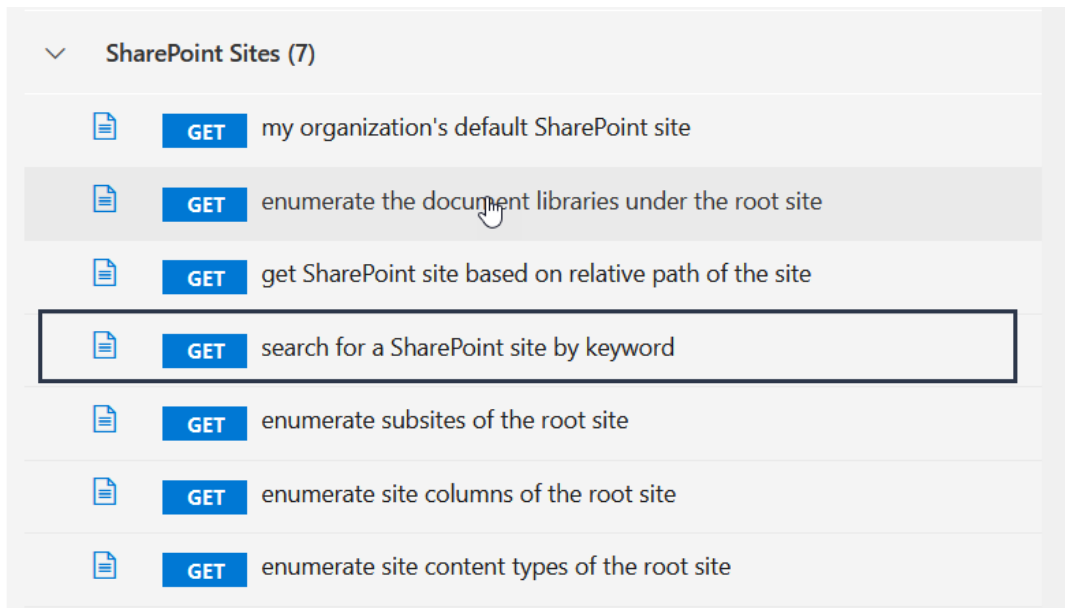 SharePoint Sites (7)
GET my organization's default SharePoint site
GET enumerate the document libraries under the root site
GET get SharePoint site based on relative path of the site
GET search for a SharePoint site by keyword
GET enumerate subsites of the root site
GET enumerate site columns of the root site
GET enumerate site content types of the root site